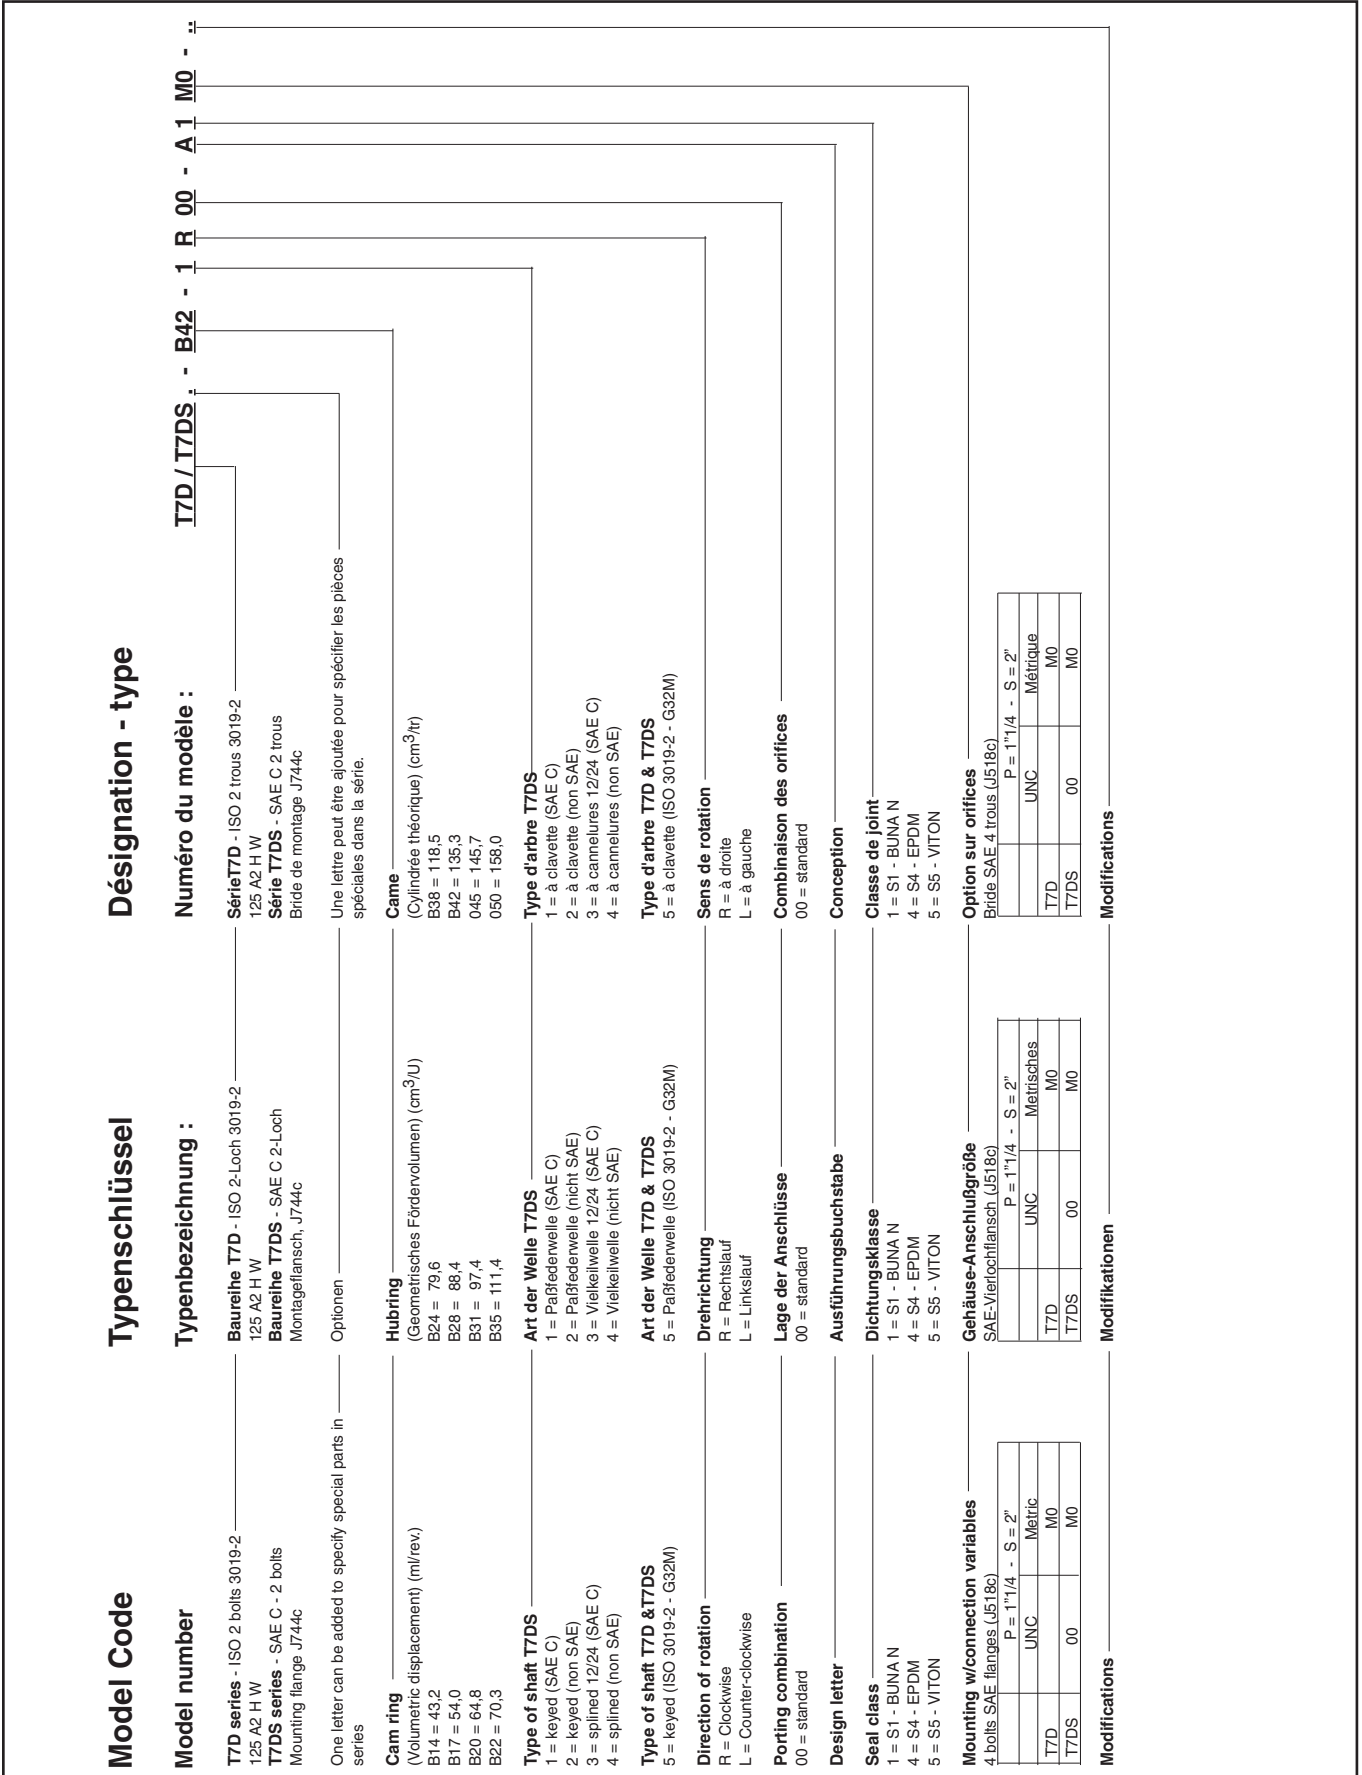 Model Code
Typenschlüssel
Désignation - type
Model number
Typenbezeichnung :
Numéro du modèle :
T7D / T7DS . - B42 - 1 R 00 - A 1 M0 - ..
T7D series - ISO 2 bolts 3019-2
125 A2 H W
T7DS series - SAE C - 2 bolts
Mounting flange J744c
Baureihe T7D - ISO 2-Loch 3019-2
125 A2 H W
Baureihe T7DS - SAE C 2-Loch
Montageflansch, J744c
SérieT7D - ISO 2 trous 3019-2
125 A2 H W
Série T7DS - SAE C 2 trous
Bride de montage J744c
One letter can be added to specify special parts in
series
Optionen
Une lettre peut être ajoutée pour spécifier les pièces
spéciales dans la série.
Cam ring
(Volumetric displacement) (ml/rev.)
B14 = 43,2
B17 = 54,0
B20 = 64,8
B22 = 70,3
Hubring
(Geometrisches Fördervolumen) (cm3/U)
B24 = 79,6
B28 = 88,4
B31 = 97,4
B35 = 111,4
Came
(Cylindrée théorique) (cm3/tr)
B38 = 118,5
B42 = 135,3
045 = 145,7
050 = 158,0
Type of shaft T7DS
1 = keyed (SAE C)
2 = keyed (non SAE)
3 = splined 12/24 (SAE C)
4 = splined (non SAE)
Art der Welle T7DS
1 = Paßfederwelle (SAE C)
2 = Paßfederwelle (nicht SAE)
3 = Vielkeilwelle 12/24 (SAE C)
4 = Vielkeilwelle (nicht SAE)
Type d'arbre T7DS
1 = à clavette (SAE C)
2 = à clavette (non SAE)
3 = à cannelures 12/24 (SAE C)
4 = à cannelures (non SAE)
Type of shaft T7D &T7DS
5 = keyed (ISO 3019-2 - G32M)
Art der Welle T7D & T7DS
5 = Paßfederwelle (ISO 3019-2 - G32M)
Type d'arbre T7D & T7DS
5 = à clavette (ISO 3019-2 - G32M)
Direction of rotation
R = Clockwise
L = Counter-clockwise
Drehrichtung
R = Rechtslauf
L = Linkslauf
Sens de rotation
R = à droite
L = à gauche
Porting combination
00 = standard
Lage der Anschlüsse
00 = standard
Combinaison des orifices
00 = standard
Design letter
Ausführungsbuchstabe
Conception
Seal class
1 = S1 - BUNA N
4 = S4 - EPDM
5 = S5 - VITON
Dichtungsklasse
1 = S1 - BUNA N
4 = S4 - EPDM
5 = S5 - VITON
Classe de joint
1 = S1 - BUNA N
4 = S4 - EPDM
5 = S5 - VITON
Mounting w/connection variables
4 bolts SAE flanges (J518c)
P = 1"1/4 - S = 2"
UNC Metric
T7D M0
T7DS 00 M0
Gehäuse-Anschlußgröße
SAE-Vierlochflansch (J518c)
P = 1"1/4 - S = 2"
UNC Metrisches
T7D M0
T7DS 00 M0
Option sur orifices
Bride SAE 4 trous (J518c)
P = 1"1/4 - S = 2"
UNC Métrique
T7D M0
T7DS 00 M0
Modifications
Modifikationen
Modifications